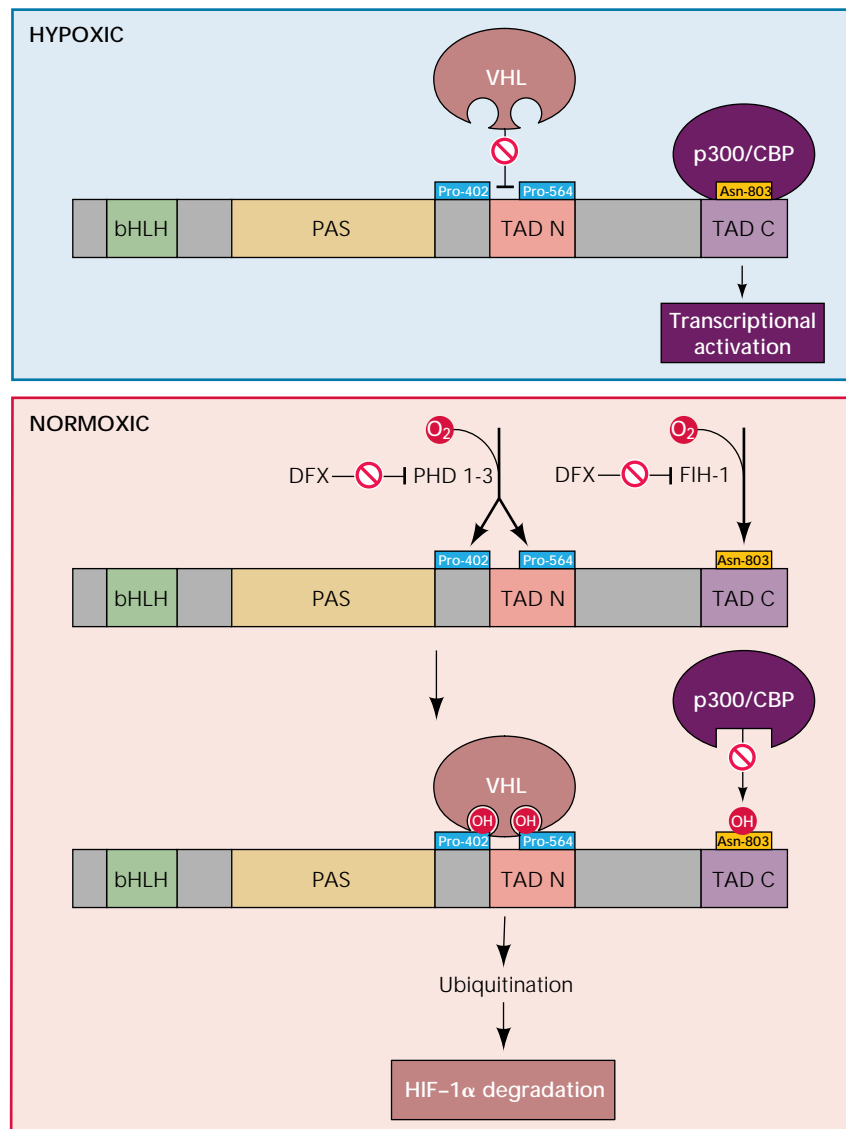 HYPOXIC
VHL
p300/CBP
Pro-402
Pro-564
Asn-803
bHLH
PAS
TAD N
TAD C
Transcriptional
activation
NORMOXIC
O₂
O₂
DFX
PHD 1-3
DFX
FIH-1
Pro-402
Pro-564
Asn-803
bHLH
PAS
TAD N
TAD C
p300/CBP
VHL
OH
OH
OH
Pro-402
Pro-564
Asn-803
bHLH
PAS
TAD N
TAD C
Ubiquitination
HIF–1α degradation